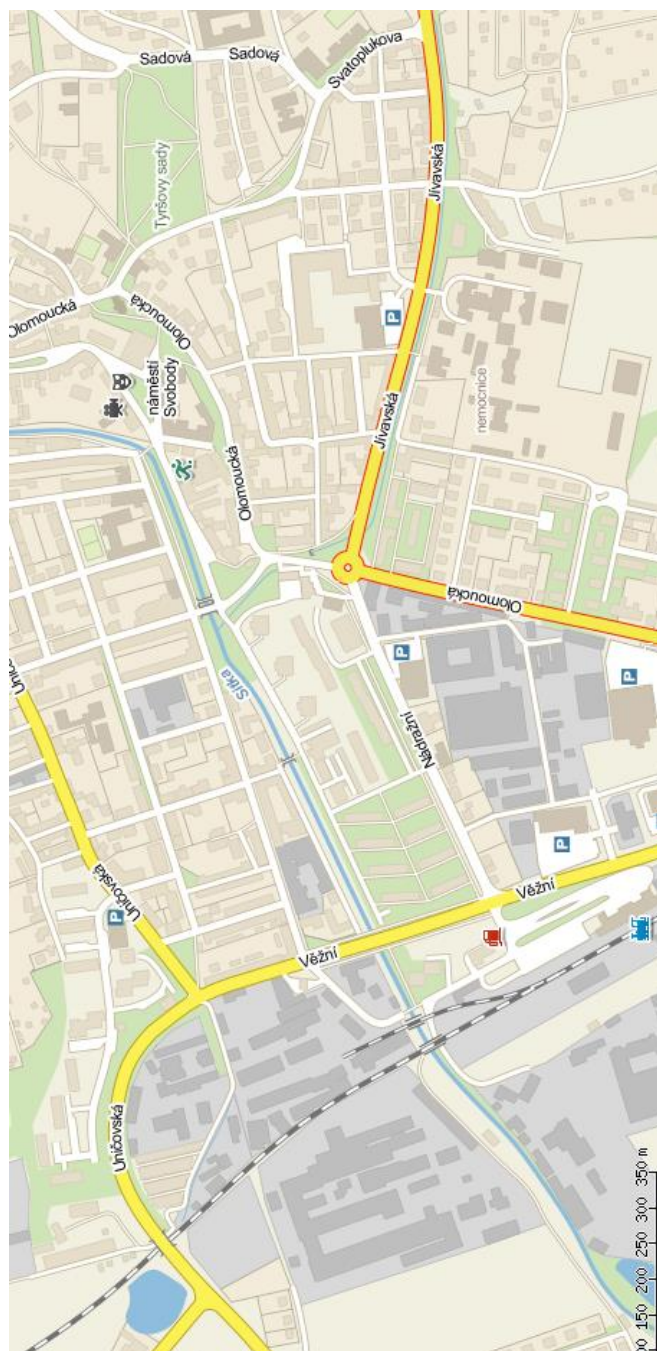 Sadová
Sadová
Svatoplukova
Tyršovy sady
Jívavská
Olomoucká
Olomoucká
náměstí
Svobody
P
nemocnice
Jívavská
Olomoucká
Olomoucká
Sitka
P
P
Nádražní
P
Uničovská
P
Věžní
Věžní
Uničovská
150 200 250 300 350 m